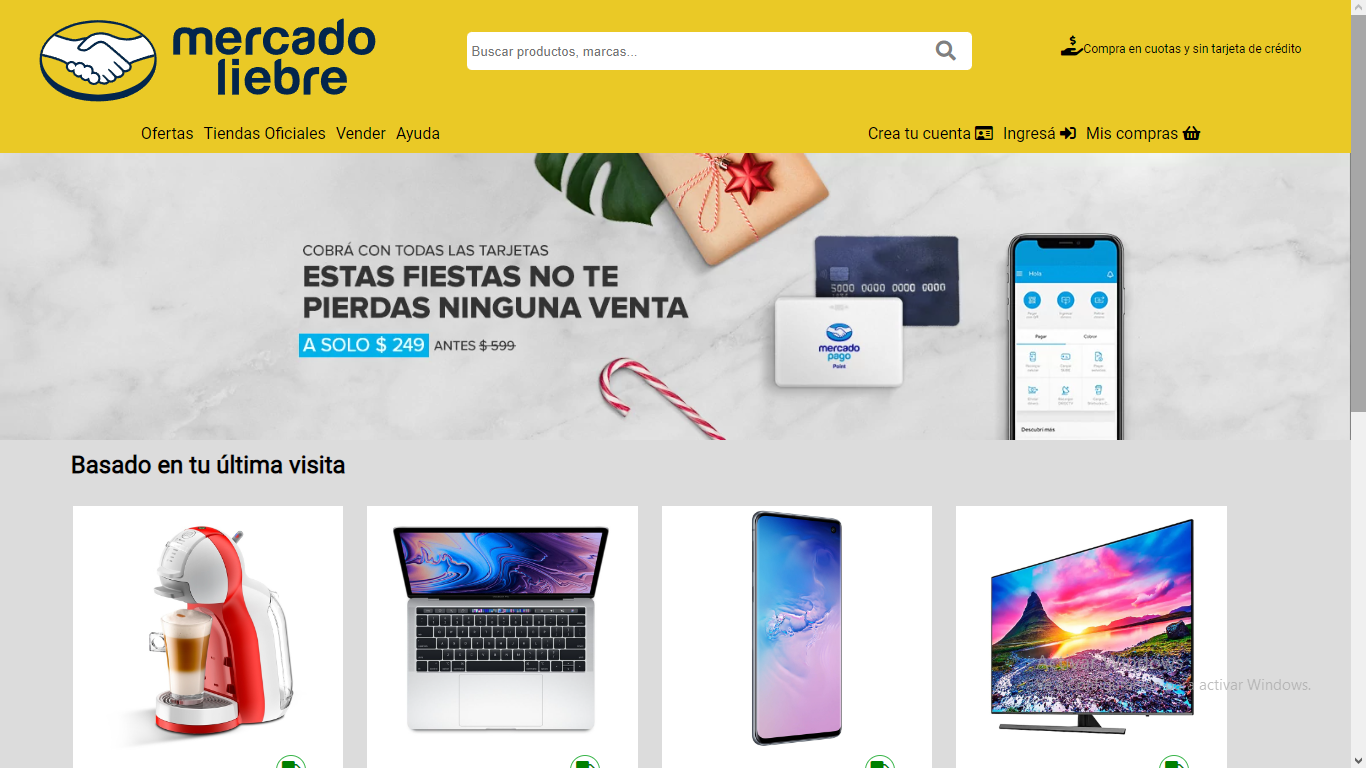 mercado
liebre
Buscar productos, marcas...
Compra en cuotas y sin tarjeta de crédito
Ofertas Tiendas Oficiales Vender Ayuda
Crea tu cuenta Ingresá Mis compras
COBRÁ CON TODAS LAS TARJETAS
ESTAS FIESTAS NO TE
PIERDAS NINGUNA VENTA
A SOLO $ 249 ANTES $ 599
5000 0000 0000 0000
mercado
pago
Point
Hola
Pagar Cobrar
Descubrí más
Basado en tu última visita
activar Windows.